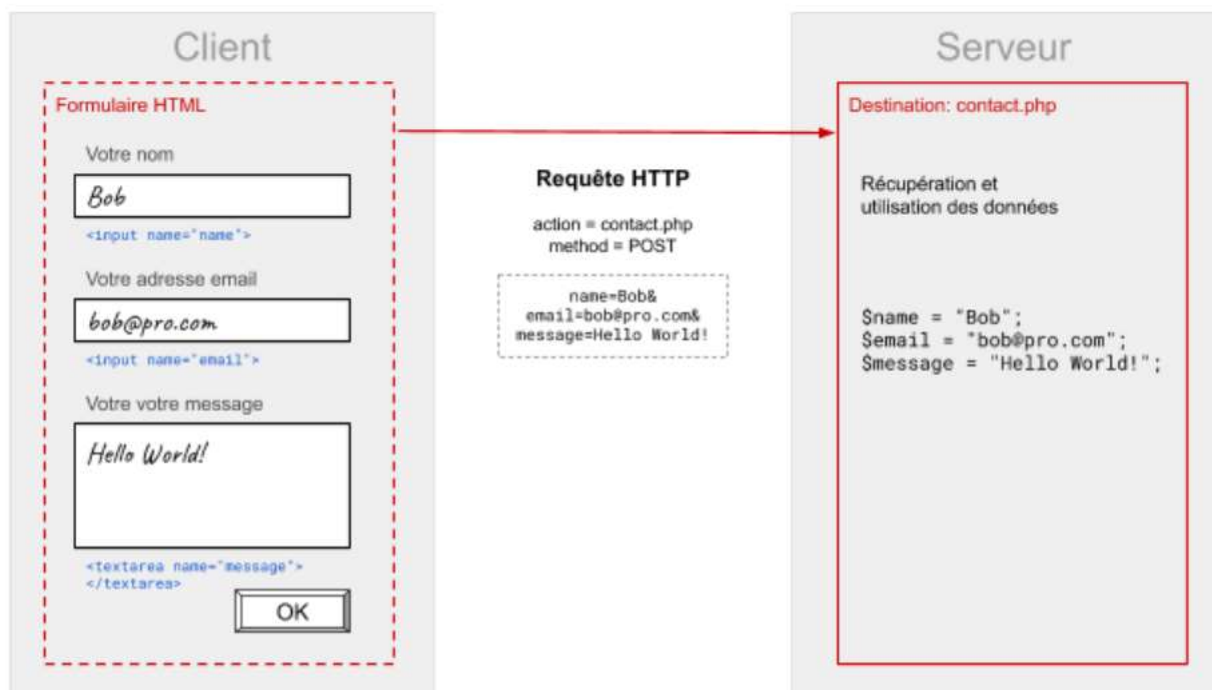 Client
Formulaire HTML
Votre nom
Bob
<input name="name">
Votre adresse email
bob@pro.com
<input name="email">
Votre votre message
Hello World!
<textarea name="message">
</textarea>
OK
Requête HTTP
action = contact.php
method = POST
name=Bob&
email=bob@pro.com&
message=Hello World!
Serveur
Destination: contact.php
Récupération et
utilisation des données
$name = "Bob";
$email = "bob@pro.com";
$message = "Hello World!";